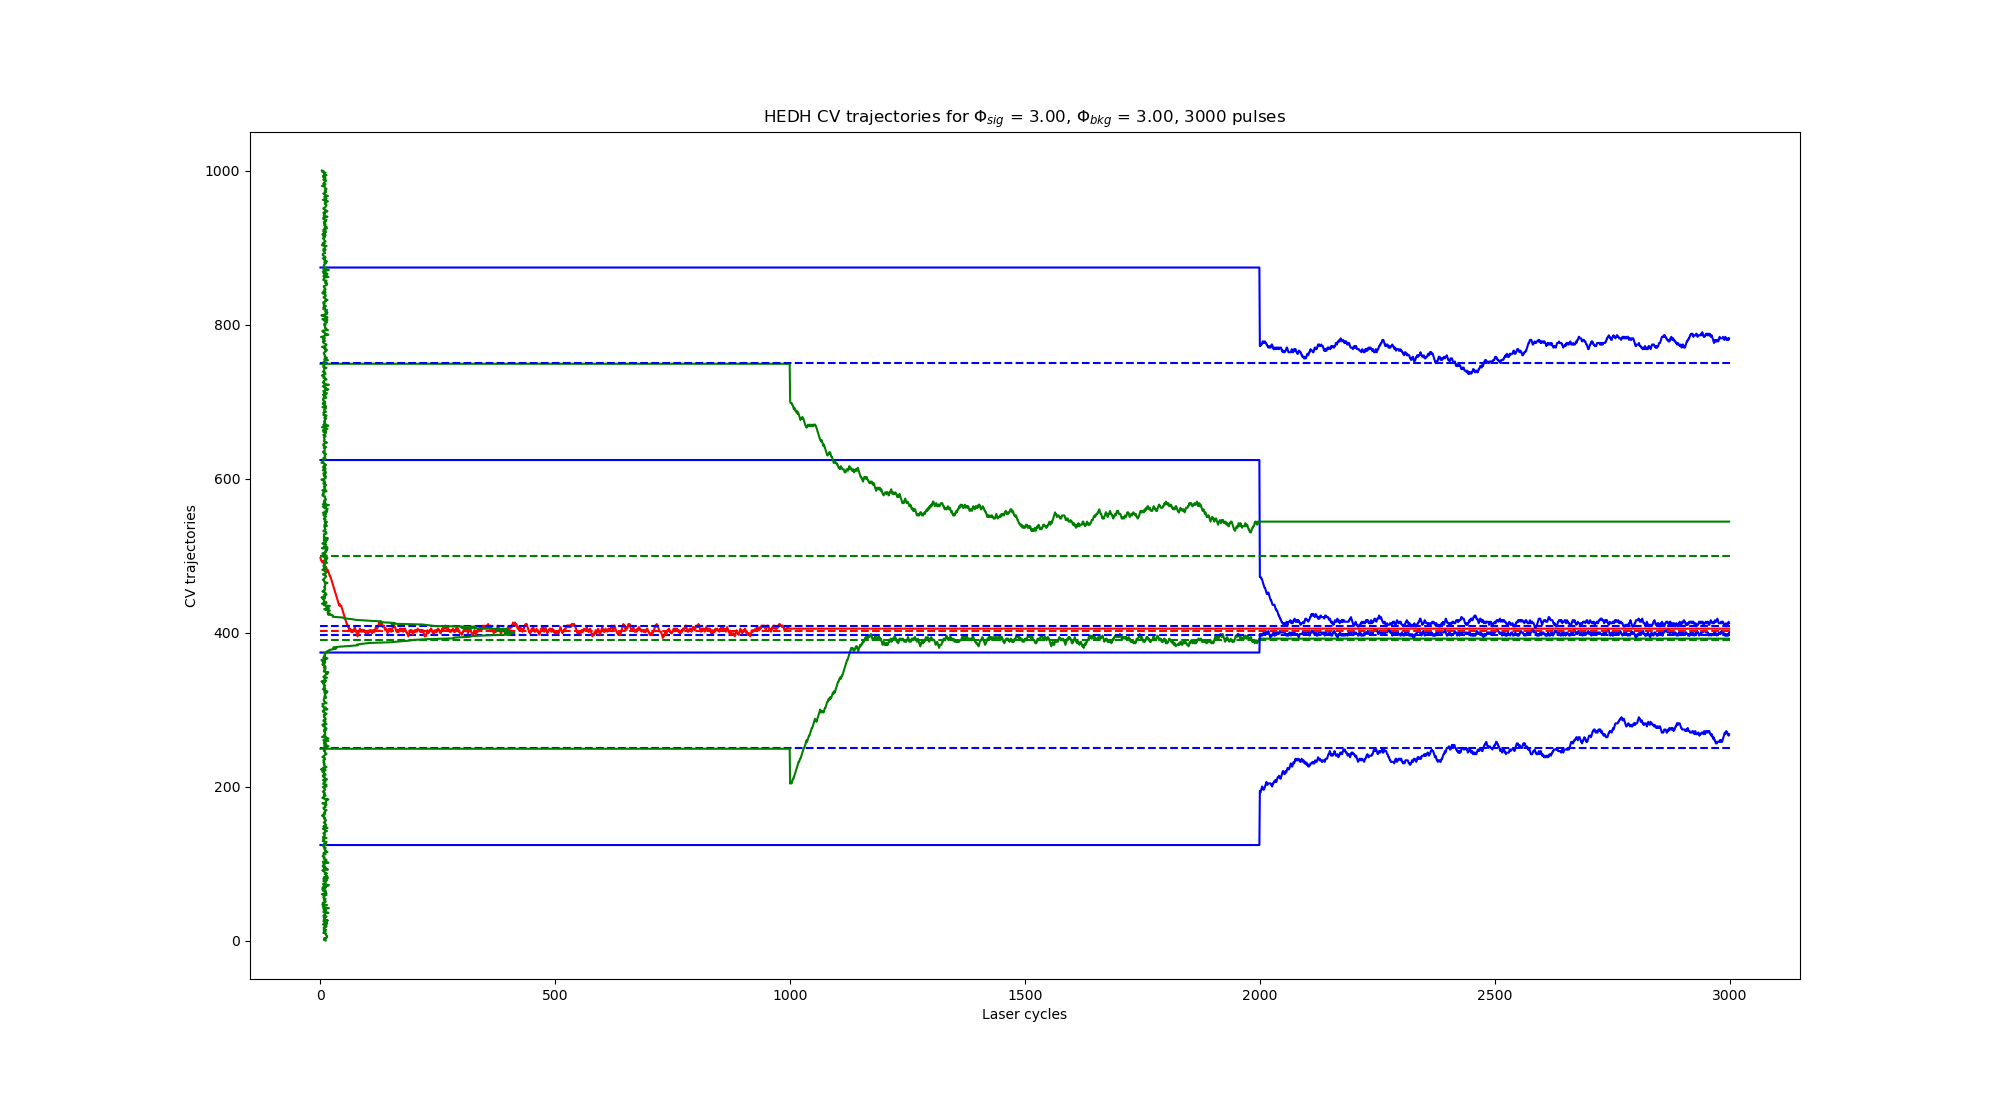 HEDH CV trajectories for Φsig = 3.00, Φbkg = 3.00, 3000 pulses
1000
800
600
400
200
0
CV trajectories
0 500 1000 1500 2000 2500 3000
Laser cycles